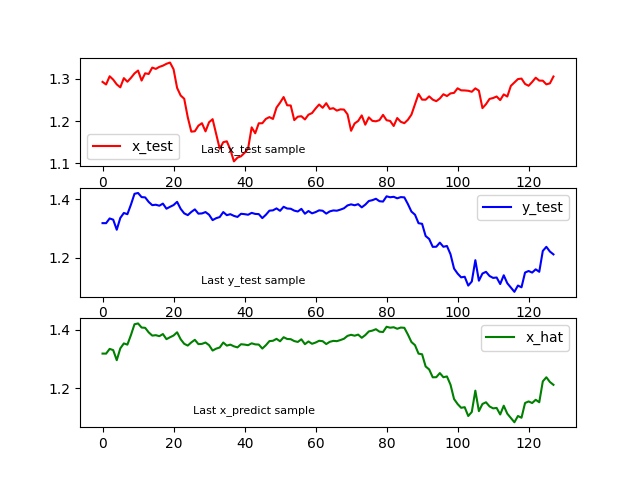 1.3
1.2
1.1
x_test
Last x_test sample
0 20 40 60 80 100 120
1.4
1.2
y_test
Last y_test sample
0 20 40 60 80 100 120
1.4
1.2
x_hat
Last x_predict sample
0 20 40 60 80 100 120